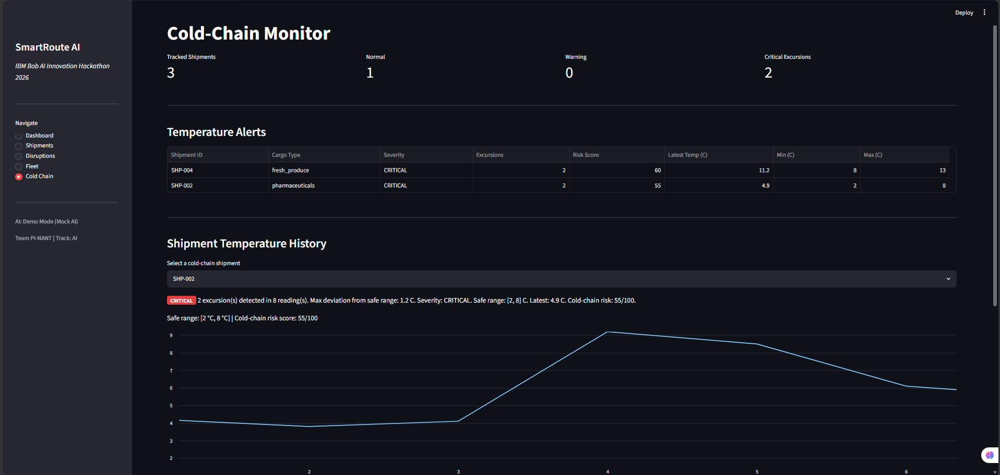 Deploy
SmartRoute AI
IBM Bob AI Innovation Hackathon
2026
Navigate
Dashboard
Shipments
Disruptions
Fleet
Cold Chain
AI: Demo Mode (Mock AI)
Team PI-NANT | Track: AI
Cold-Chain Monitor
Tracked Shipments Normal Warning Critical Excursions
3 1 0 2
Temperature Alerts
Shipment ID Cargo Type Severity Excursions Risk Score Latest Temp (C) Min (C) Max (C)
SHP-004 fresh_produce CRITICAL 2 60 11.2 8 13
SHP-002 pharmaceuticals CRITICAL 2 55 4.9 2 8
Shipment Temperature History
Select a cold-chain shipment
SHP-002
CRITICAL 2 excursion(s) detected in 8 reading(s). Max deviation from safe range: 1.2 C. Severity: CRITICAL. Safe range: [2, 8] C. Latest: 4.9 C. Cold-chain risk: 55/100.
Safe range: [2 °C, 8 °C] | Cold-chain risk score: 55/100
9
8
7
6
5
4
3
2
2 3 4 5 6